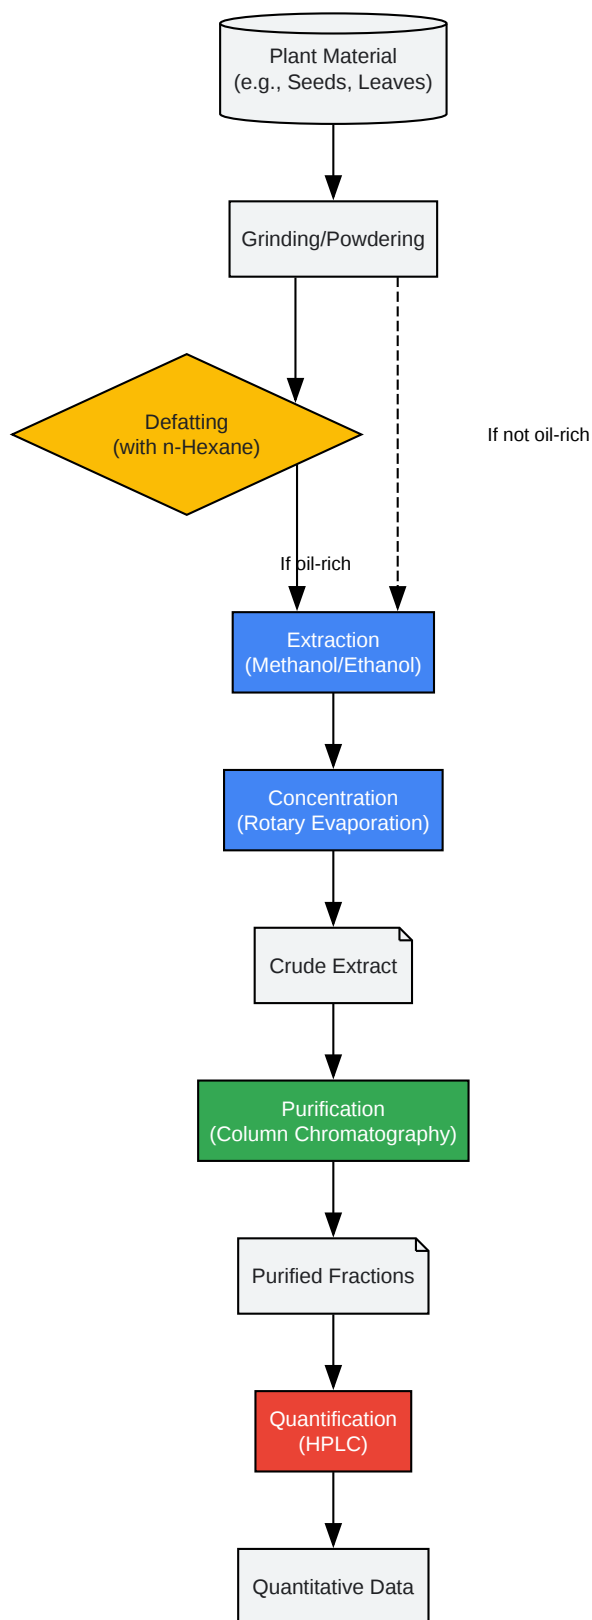 Plant Material
(e.g., Seeds, Leaves)
Grinding/Powdering
Defatting
(with n-Hexane)
If not oil-rich
If oil-rich
Extraction
(Methanol/Ethanol)
Concentration
(Rotary Evaporation)
Crude Extract
Purification
(Column Chromatography)
Purified Fractions
Quantification
(HPLC)
Quantitative Data